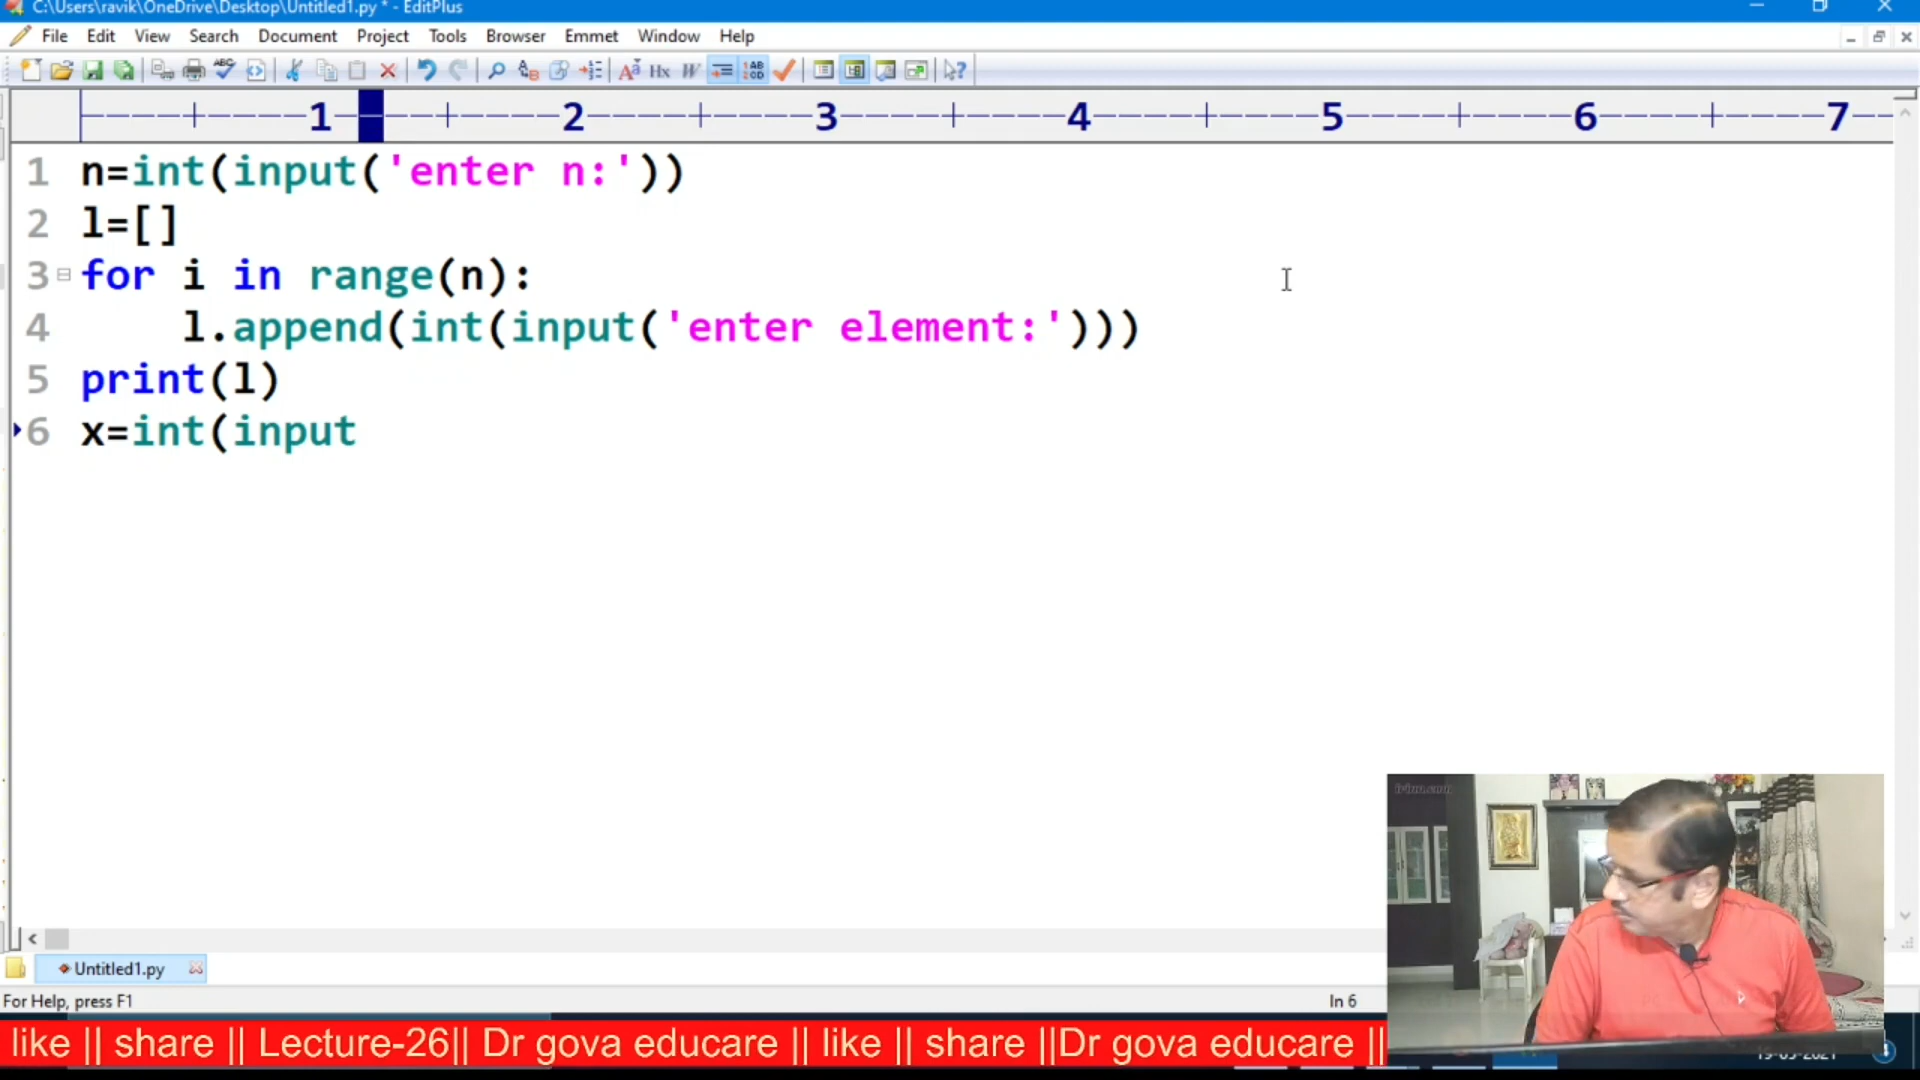 C:\Users\ravik\OneDrive\Desktop\Untitled1.py * - EditPlus
File Edit View Search Document Project Tools Browser Emmet Window Help
1 2 3 4 5 6 7
1 n=int(input('enter n:'))
2 l=[]
3 for i in range(n):
4 l.append(int(input('enter element:')))
5 print(l)
6 x=int(input
Untitled1.py
For Help, press F1
ln 6
like || share || Lecture-26|| Dr gova educare || like || share ||Dr gova educare ||